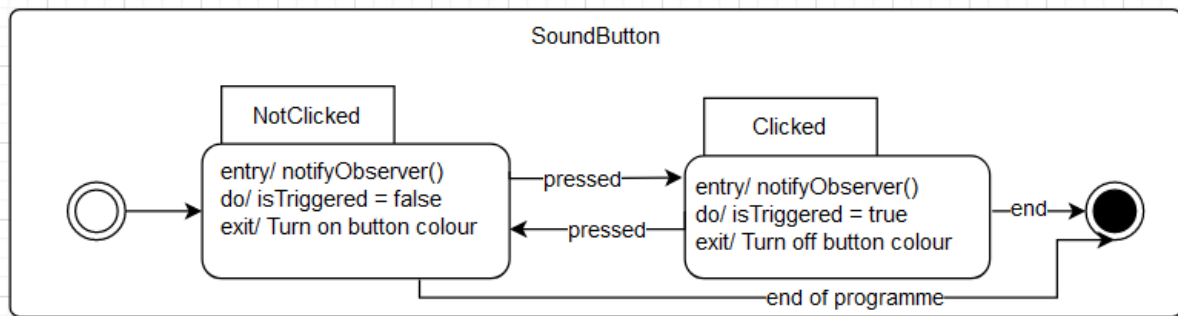 SoundButton
NotClicked
entry/ notifyObserver()
do/ isTriggered = false
exit/ Turn on button colour
pressed
pressed
Clicked
entry/ notifyObserver()
do/ isTriggered = true
exit/ Turn off button colour
end
end of programme